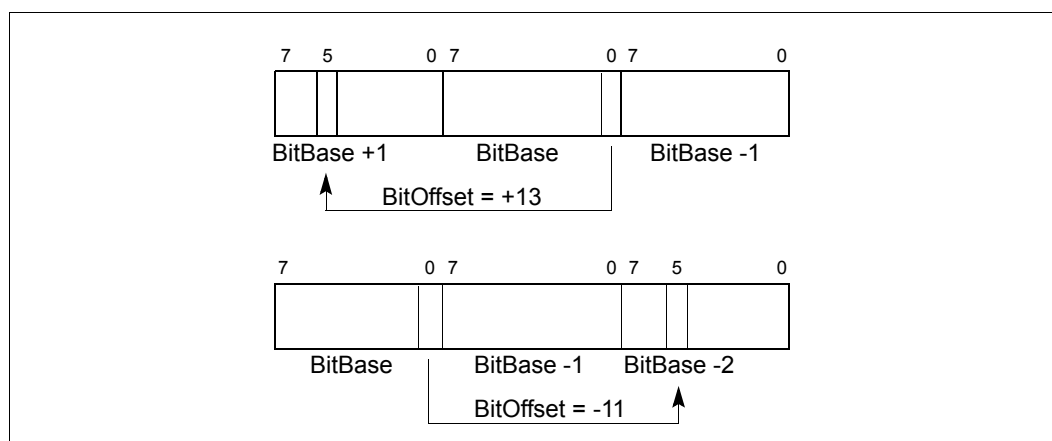 7 5 0 7 0 7 0
BitBase +1 BitBase BitBase -1
BitOffset = +13
7 0 7 0 7 5 0
BitBase BitBase -1 BitBase -2
BitOffset = -11